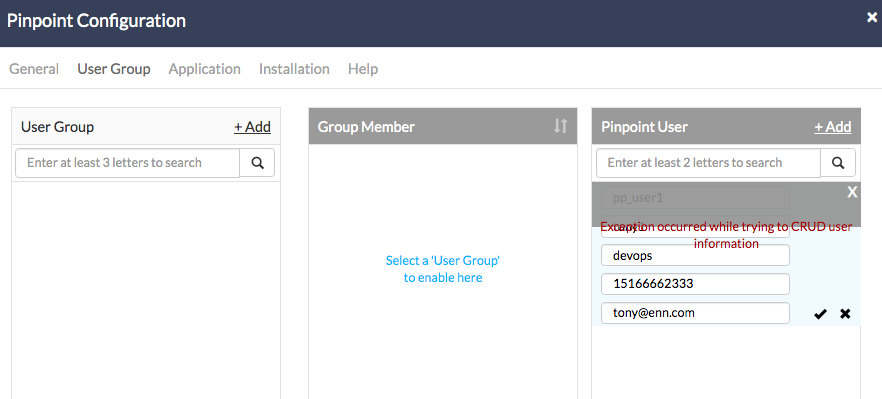 Pinpoint Configuration
General User Group Application Installation Help
User Group + Add
Enter at least 3 letters to search
Group Member
Select a 'User Group'
to enable here
Pinpoint User + Add
Enter at least 2 letters to search
X
pp_user1
Exception occurred while trying to CRUD user
information
devops
15166662333
tony@enn.com